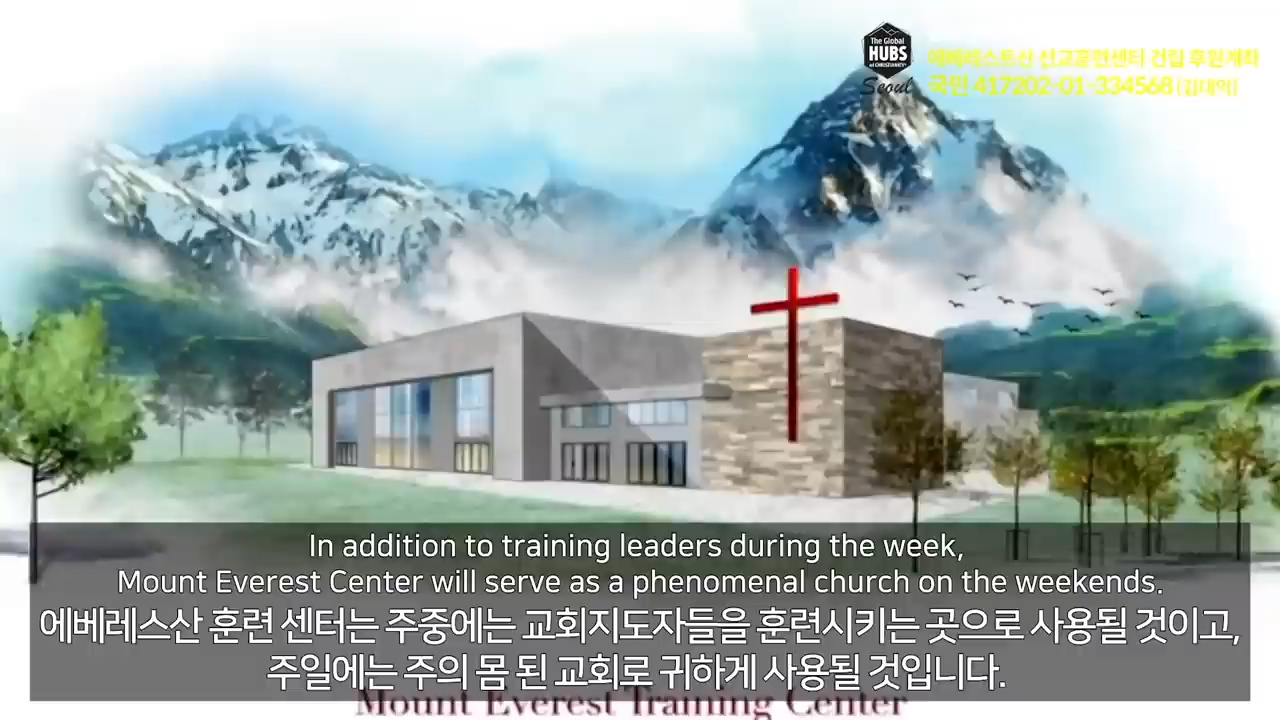 The Global
HUBS
of CHRISTIANITY
Seoul
에베레스트산 선교훈련센터 건립 후원계좌
국민 417202-01-334568 (김대억)
In addition to training leaders during the week,
Mount Everest Center will serve as a phenomenal church on the weekends.
에베레스산 훈련 센터는 주중에는 교회지도자들을 훈련시키는 곳으로 사용될 것이고,
주일에는 주의 몸 된 교회로 귀하게 사용될 것입니다.
Mount Everest Training Center